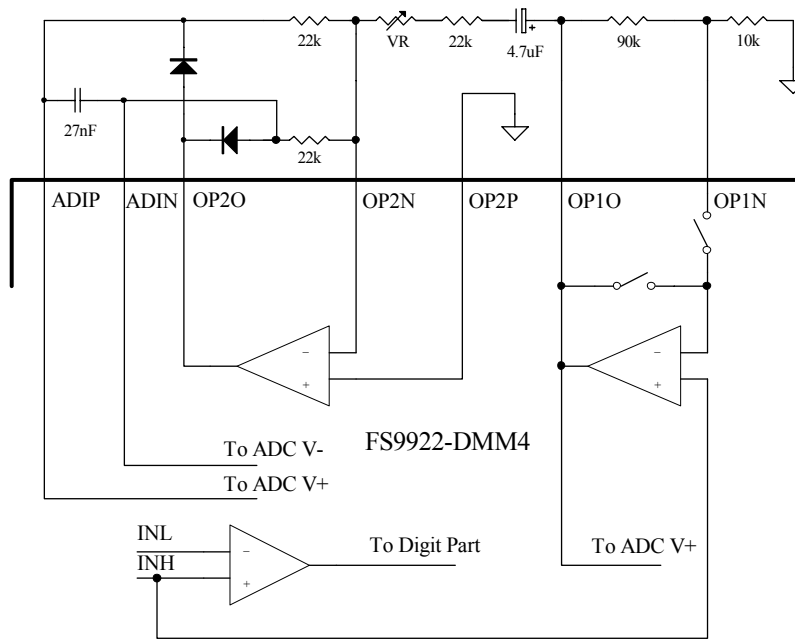 22k
VR
22k
4.7uF
90k
10k
27nF
22k
ADIP
ADIN
OP2O
OP2N
OP2P
OP1O
OP1N
+
−
+
−
+
FS9922-DMM4
To ADC V-
To ADC V+
INL
INH
−
+
To Digit Part
To ADC V+